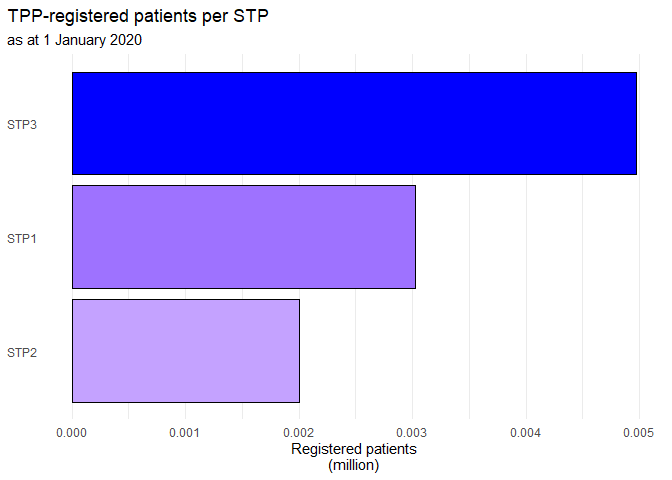 TPP-registered patients per STP
as at 1 January 2020
STP3
STP1
STP2
0.000 0.001 0.002 0.003 0.004 0.005
Registered patients
(million)